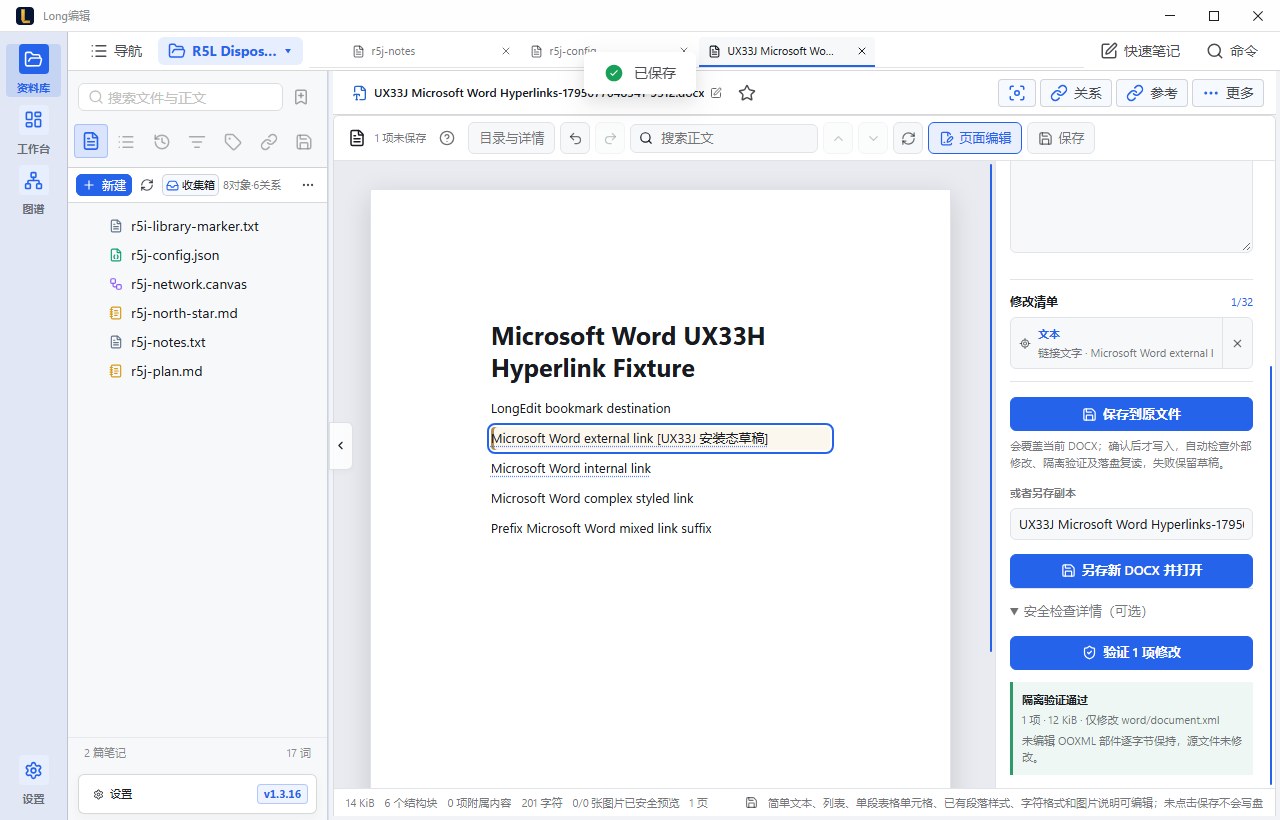 Long编辑
导航
R5L Dispos...
r5j-notes
r5j-config
UX33J Microsoft Wo...
快速笔记
命令
已保存
资料库
工作台
图谱
设置
搜索文件与正文
新建
收集箱
8对象·6关系
r5i-library-marker.txt
r5j-config.json
r5j-network.canvas
r5j-north-star.md
r5j-notes.txt
r5j-plan.md
2 篇笔记
17 词
设置
v1.3.16
UX33J Microsoft Word Hyperlinks
关系
参考
更多
1 项未保存
目录与详情
搜索正文
页面编辑
保存
Microsoft Word UX33H
Hyperlink Fixture
LongEdit bookmark destination
Microsoft Word external link [UX33J 安装态草稿]
Microsoft Word internal link
Microsoft Word complex styled link
Prefix Microsoft Word mixed link suffix
修改清单
1/32
文本
链接文字 · Microsoft Word external l
保存到原文件
会覆盖当前 DOCX；确认后才写入，自动检查外部
修改、隔离验证及落盘复读，失败保留草稿。
或者另存副本
UX33J Microsoft Word Hyperlinks-1795
另存新 DOCX 并打开
安全检查详情（可选）
验证 1 项修改
隔离验证通过
1 项 · 12 KiB · 仅修改 word/document.xml
未编辑 OOXML 部件逐字节保持，源文件未修
改。
14 KiB 6 个结构块 0 项附属内容 201 字符 0/0 张图片已安全预览 1 页
简单文本、列表、单段表格单元格、已有段落样式、字符格式和图片说明可编辑；未点击保存不会写盘